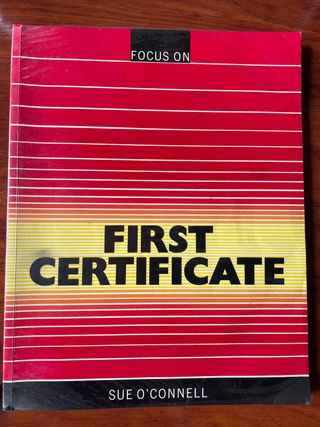 FOCUS ON
FIRST
CERTIFICATE
SUE O'CONNELL